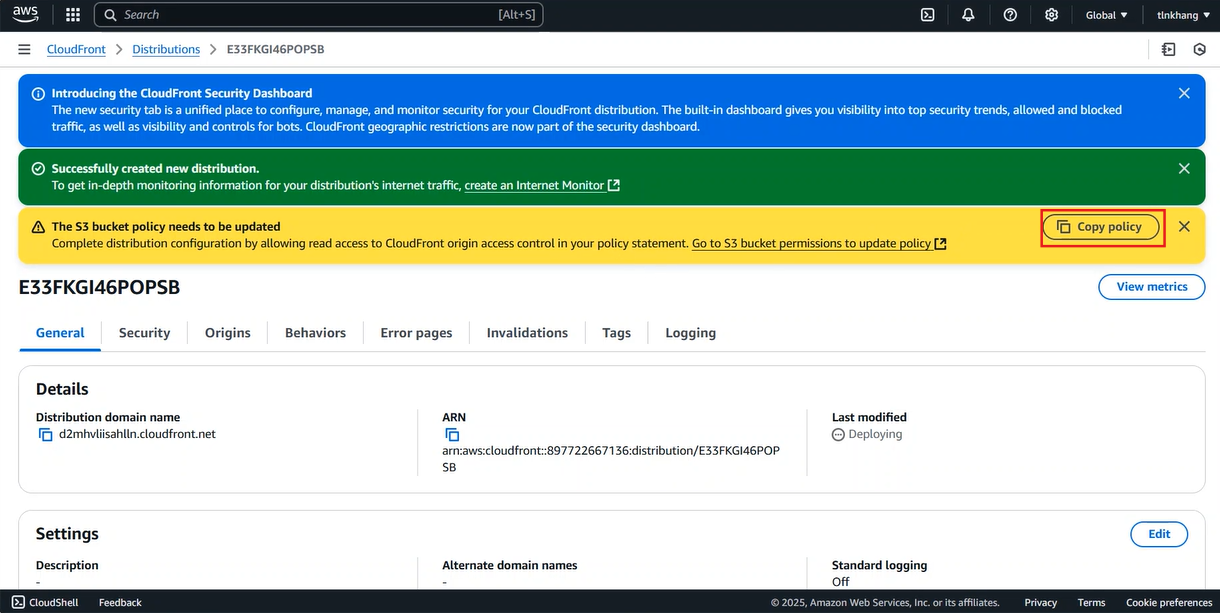 aws
Search
[Alt+S]
Global
tlnkhang
CloudFront
Distributions
E33FKGI46POPSB
Introducing the CloudFront Security Dashboard
The new security tab is a unified place to configure, manage, and monitor security for your CloudFront distribution. The built-in dashboard gives you visibility into top security trends, allowed and blocked
traffic, as well as visibility and controls for bots. CloudFront geographic restrictions are now part of the security dashboard.
Successfully created new distribution.
To get in-depth monitoring information for your distribution's internet traffic, create an Internet Monitor
The S3 bucket policy needs to be updated
Complete distribution configuration by allowing read access to CloudFront origin access control in your policy statement. Go to S3 bucket permissions to update policy
Copy policy
E33FKGI46POPSB
View metrics
General
Security
Origins
Behaviors
Error pages
Invalidations
Tags
Logging
Details
Distribution domain name
d2mhvliisahlln.cloudfront.net
ARN
arn:aws:cloudfront::897722667136:distribution/E33FKGI46POP
SB
Last modified
Deploying
Settings
Edit
Description
-
Alternate domain names
-
Standard logging
Off
CloudShell
Feedback
© 2025, Amazon Web Services, Inc. or its affiliates.
Privacy
Terms
Cookie preferences